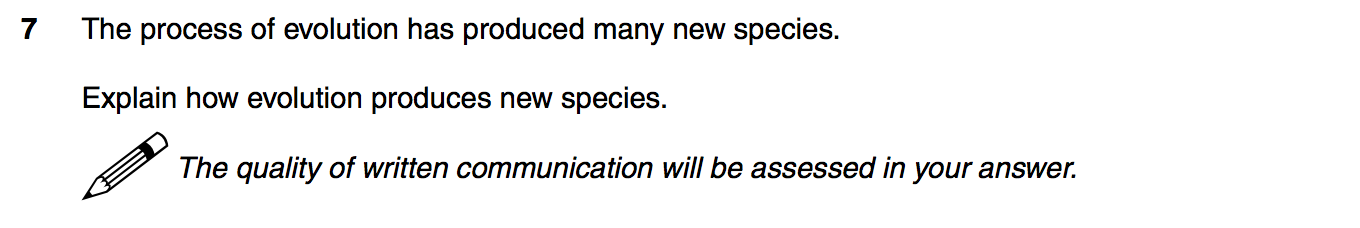 7 The process of evolution has produced many new species.
Explain how evolution produces new species.
The quality of written communication will be assessed in your answer.